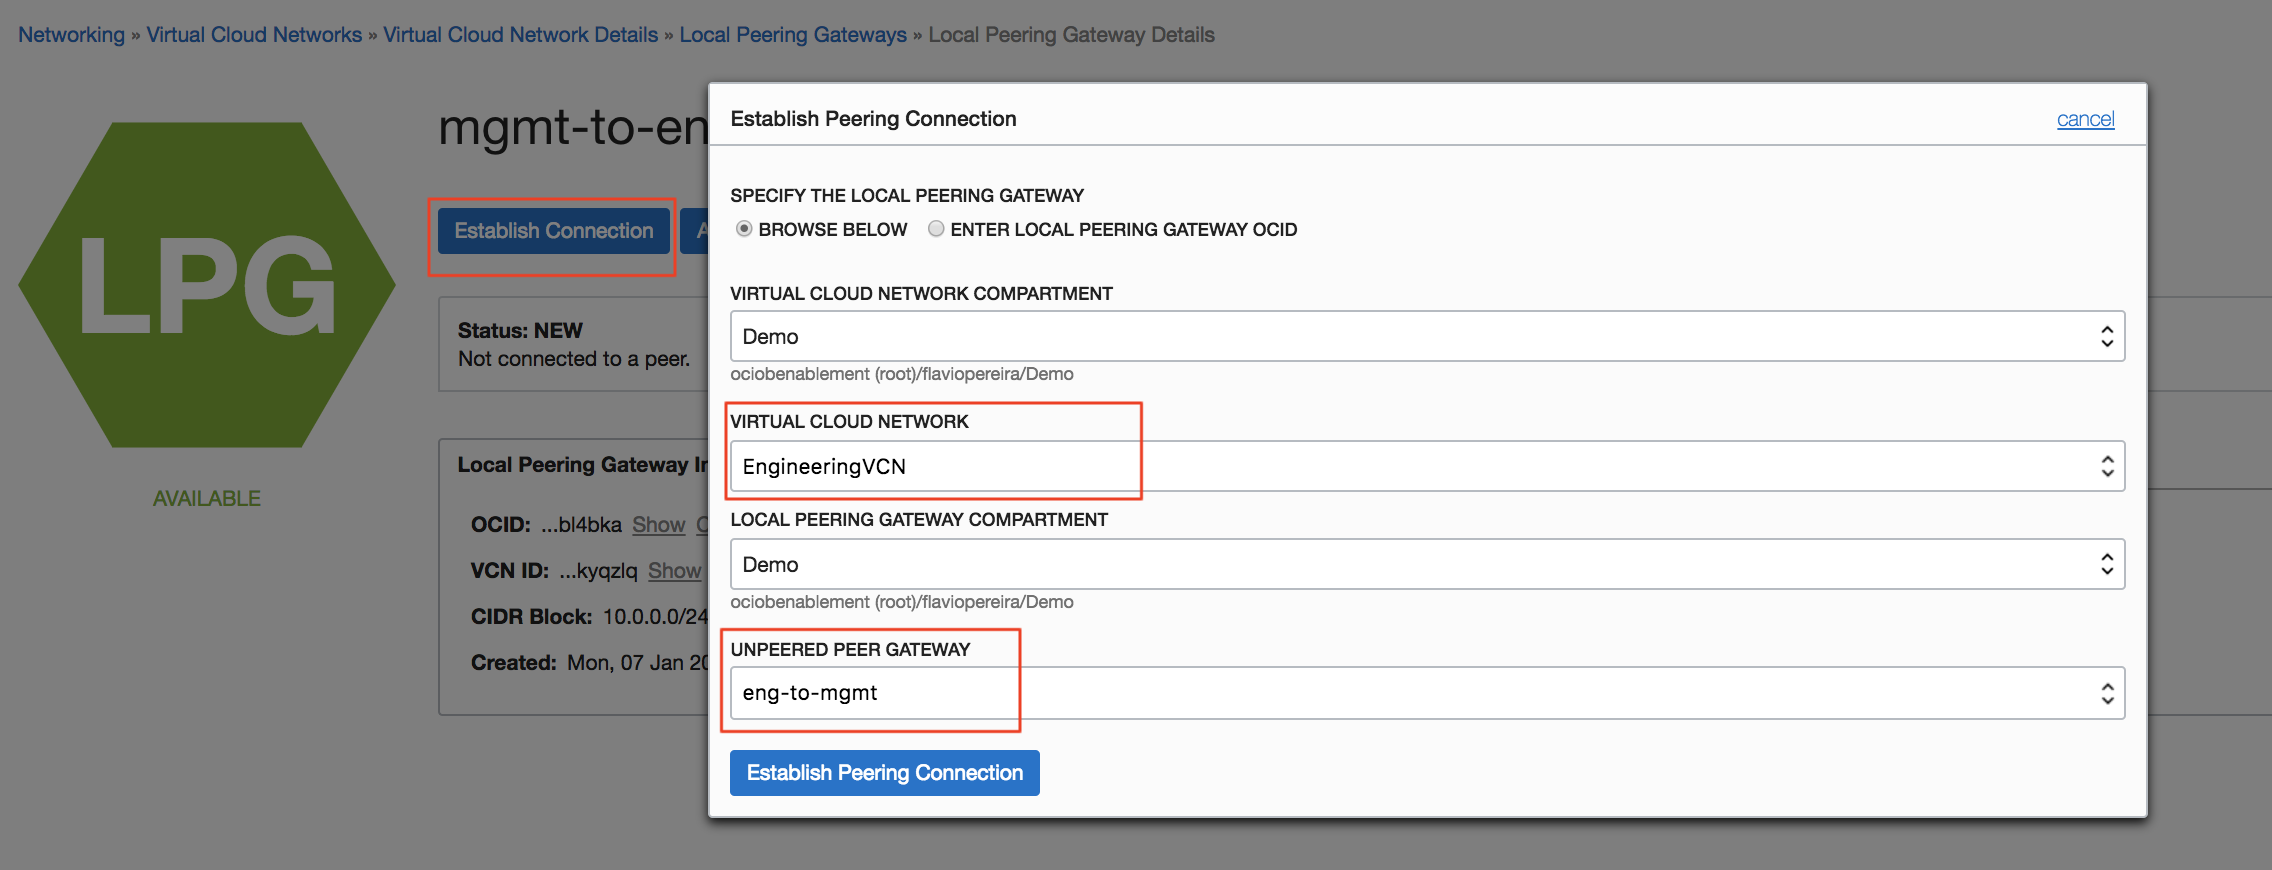 Networking » Virtual Cloud Networks » Virtual Cloud Network Details » Local Peering Gateways » Local Peering Gateway Details
LPG
AVAILABLE
mgmt-to-en
Establish Connection
A
Status: NEW
Not connected to a peer.
Local Peering Gateway In
OCID: ...bl4bka Show C
VCN ID: ...kyqzlq Show
CIDR Block: 10.0.0.0/24
Created: Mon, 07 Jan 20
Establish Peering Connection
cancel
SPECIFY THE LOCAL PEERING GATEWAY
BROWSE BELOW ENTER LOCAL PEERING GATEWAY OCID
VIRTUAL CLOUD NETWORK COMPARTMENT
Demo
ociobenablement (root)/flaviopereira/Demo
VIRTUAL CLOUD NETWORK
EngineeringVCN
LOCAL PEERING GATEWAY COMPARTMENT
Demo
ociobenablement (root)/flaviopereira/Demo
UNPEERED PEER GATEWAY
eng-to-mgmt
Establish Peering Connection